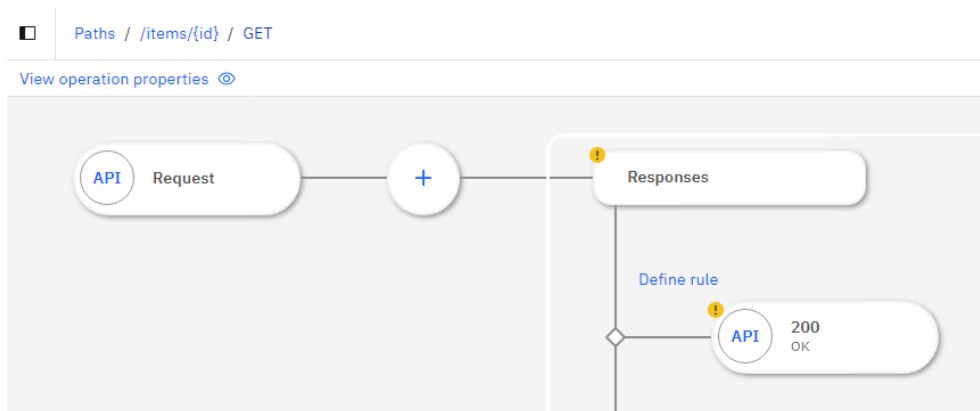 Paths / /items/{id} / GET
View operation properties
API Request
+
! Responses
Define rule
! API 200
OK